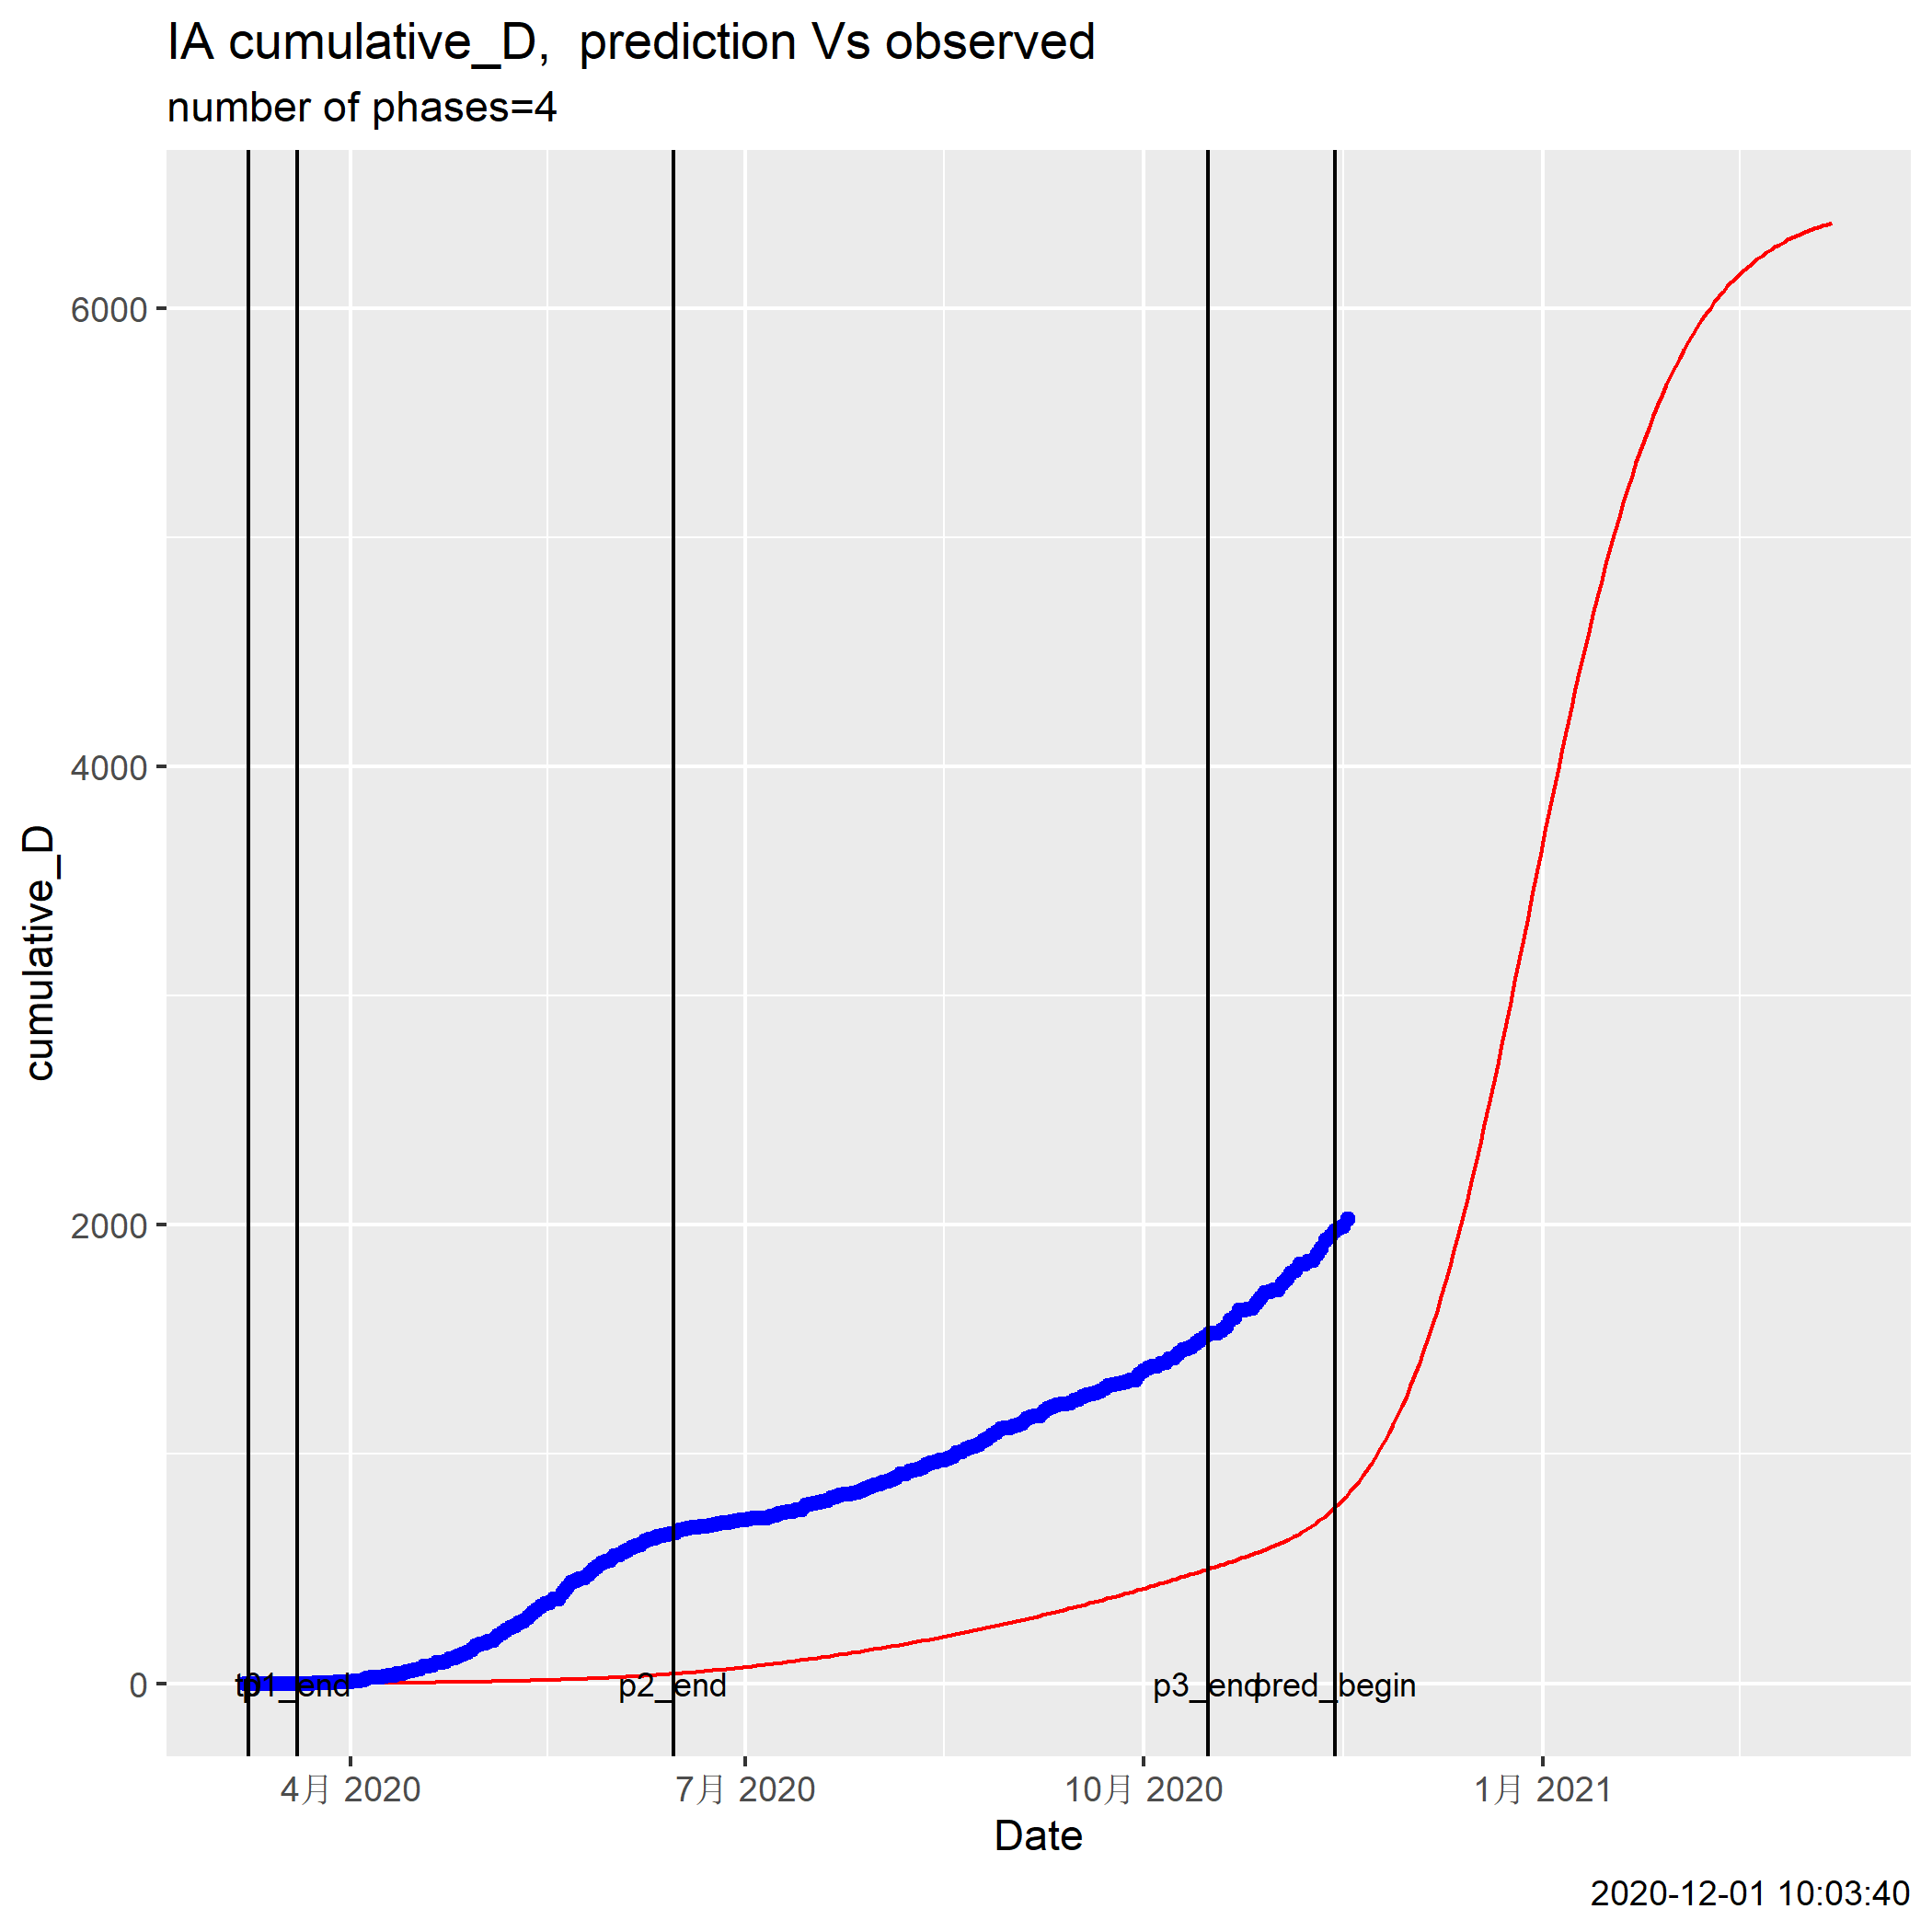 IA cumulative_D,  prediction Vs observed
number of phases=4
cumulative_D
6000
4000
2000
0
p1_end
p2_end
p3_end
pred_begin
4月 2020
7月 2020
10月 2020
1月 2021
Date
2020-12-01 10:03:40